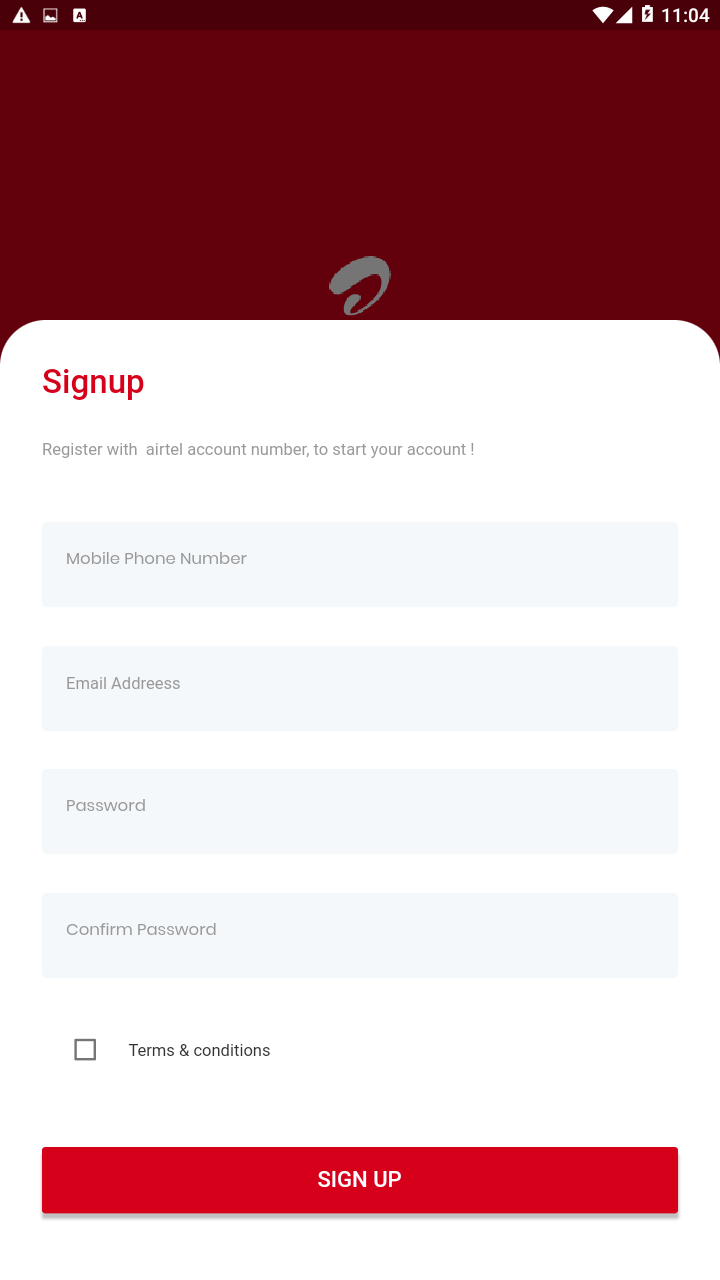 11:04
Signup
Register with  airtel account number, to start your account !
Mobile Phone Number
Email Addreess
Password
Confirm Password
Terms & conditions
SIGN UP